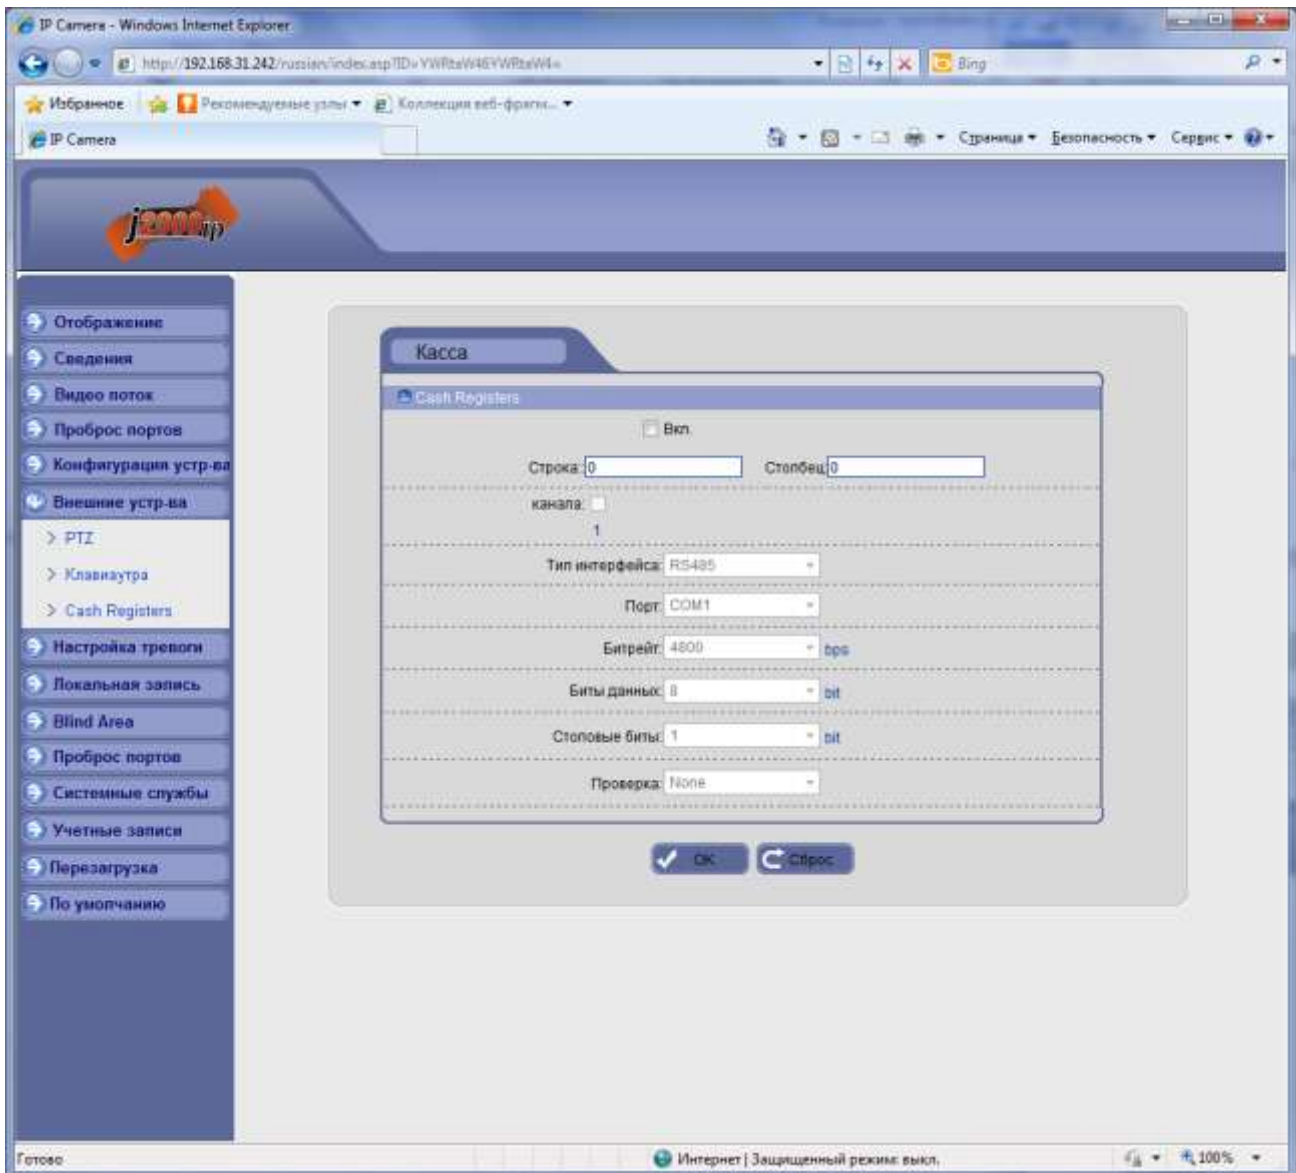 IP Camera - Windows Internet Explorer
http://192.168.31.242/russian/index.asp?ID=YWRtaW46YWRtaW4=
Bing
Избранное Рекомендуемые узлы Коллекция веб-фрагм...
IP Camera
Страница Безопасность Сервис
j2000ip
Отображение
Сведения
Видео поток
Проброс портов
Конфигурация устр-ва
Внешние устр-ва
PTZ
Клавиаутра
Cash Registers
Настройка тревоги
Локальная запись
Blind Area
Проброс портов
Системные службы
Учетные записи
Перезагрузка
По умолчанию
Касса
Cash Registers
Вкл.
Строка: 0 Столбец: 0
канала:
1
Тип интерфейса: RS485
Порт: COM1
Битрейт: 4800 bps
Биты данных: 8 bit
Стоповые биты: 1 bit
Проверка: None
OK Сброс
Готово Интернет | Защищенный режим: выкл. 100%